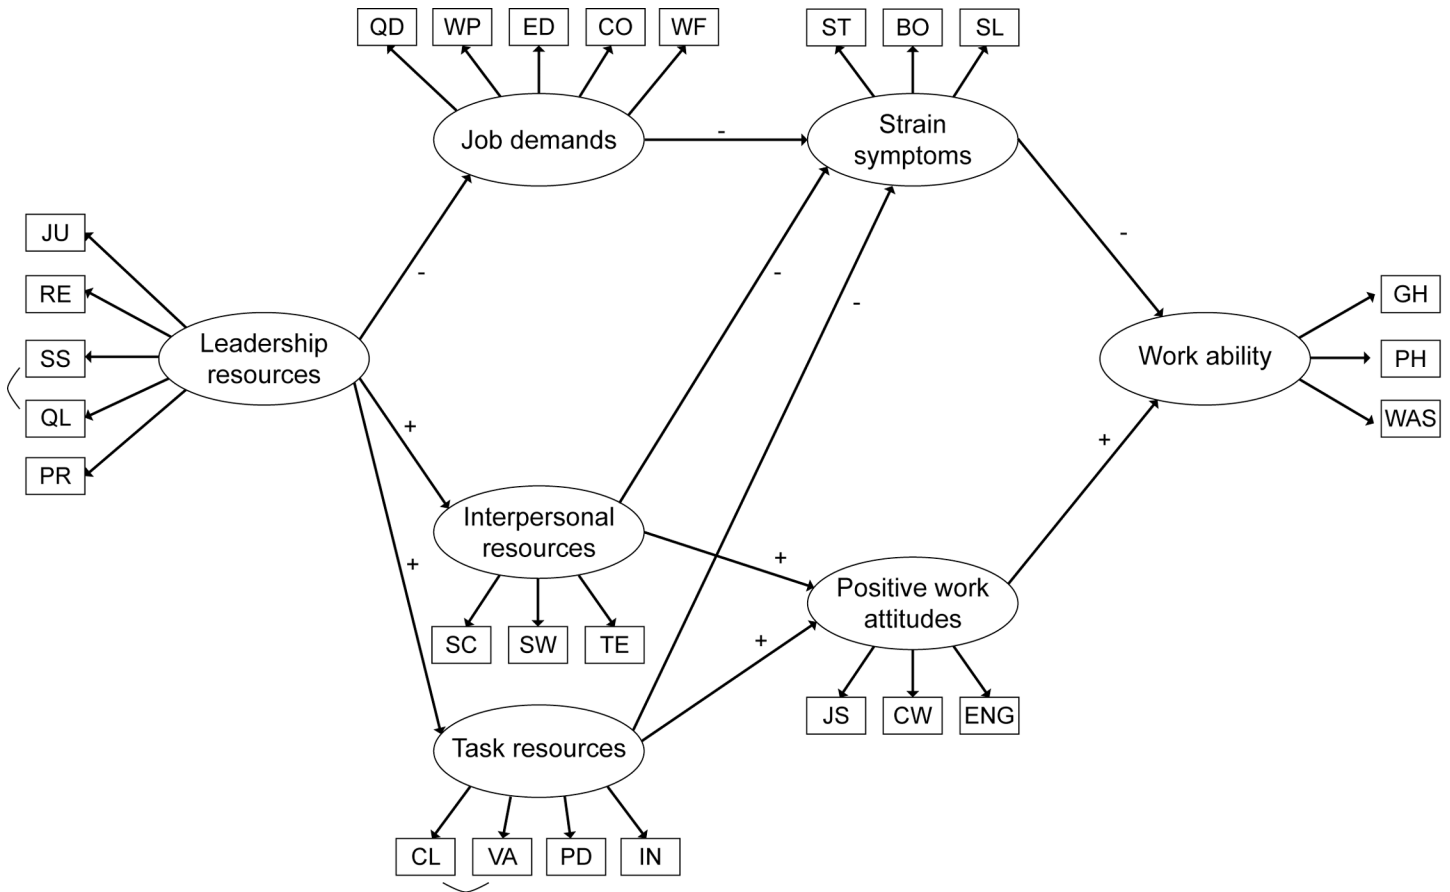 QD WP ED CO WF
ST BO SL
Job demands
-
Strain
symptoms
JU
RE
SS
QL
PR
Leadership
resources
-
-
-
-
GH
PH
WAS
Work ability
+
+
+
Interpersonal
resources
+
+
SC SW TE
Positive work
attitudes
JS CW ENG
Task resources
CL VA PD IN